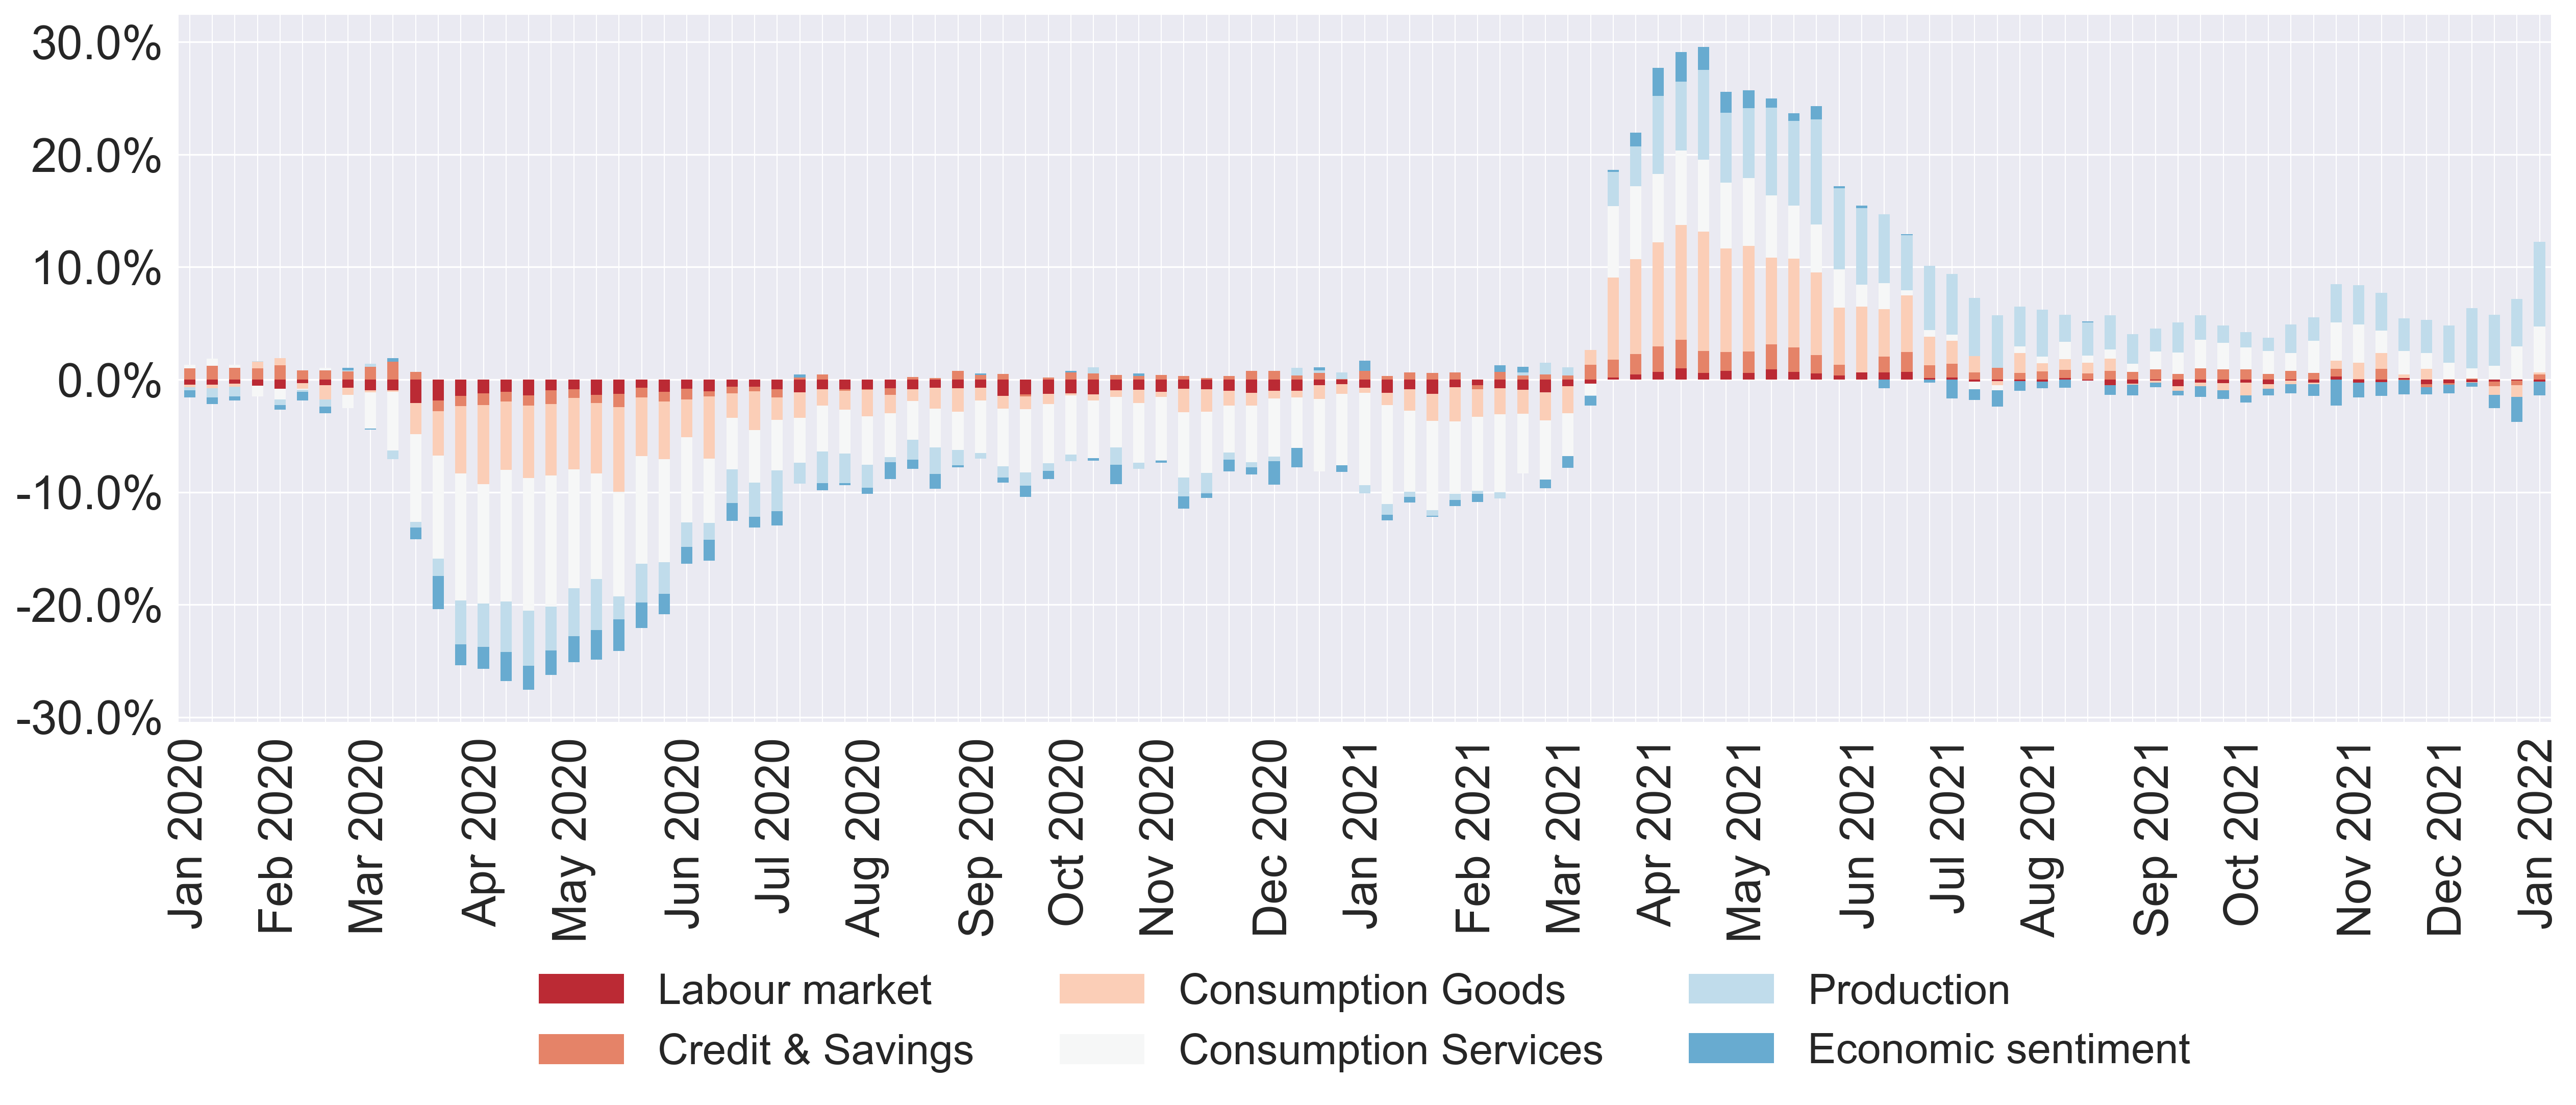 30.0%
20.0%
10.0%
0.0%
-10.0%
-20.0%
-30.0%
Jan 2020
Feb 2020
Mar 2020
Apr 2020
May 2020
Jun 2020
Jul 2020
Aug 2020
Sep 2020
Oct 2020
Nov 2020
Dec 2020
Jan 2021
Feb 2021
Mar 2021
Apr 2021
May 2021
Jun 2021
Jul 2021
Aug 2021
Sep 2021
Oct 2021
Nov 2021
Dec 2021
Jan 2022
Labour market
Consumption Goods
Production
Credit & Savings
Consumption Services
Economic sentiment